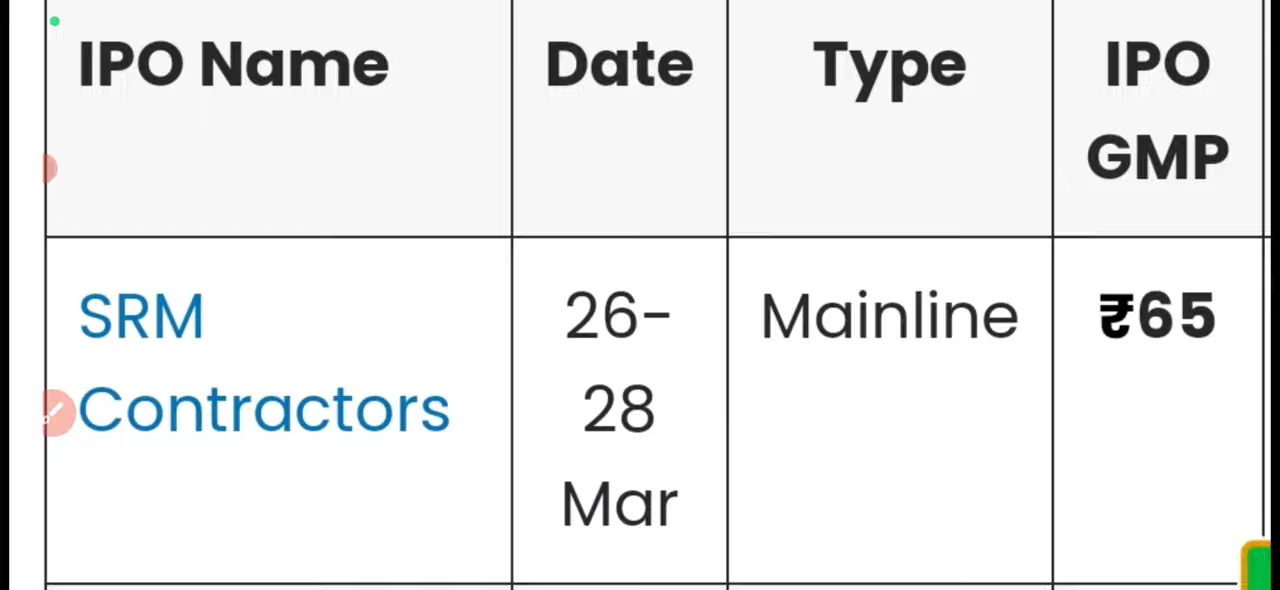 IPO Name
Date
Type
IPO
GMP
SRM
Contractors
26-
28
Mar
Mainline
₹65